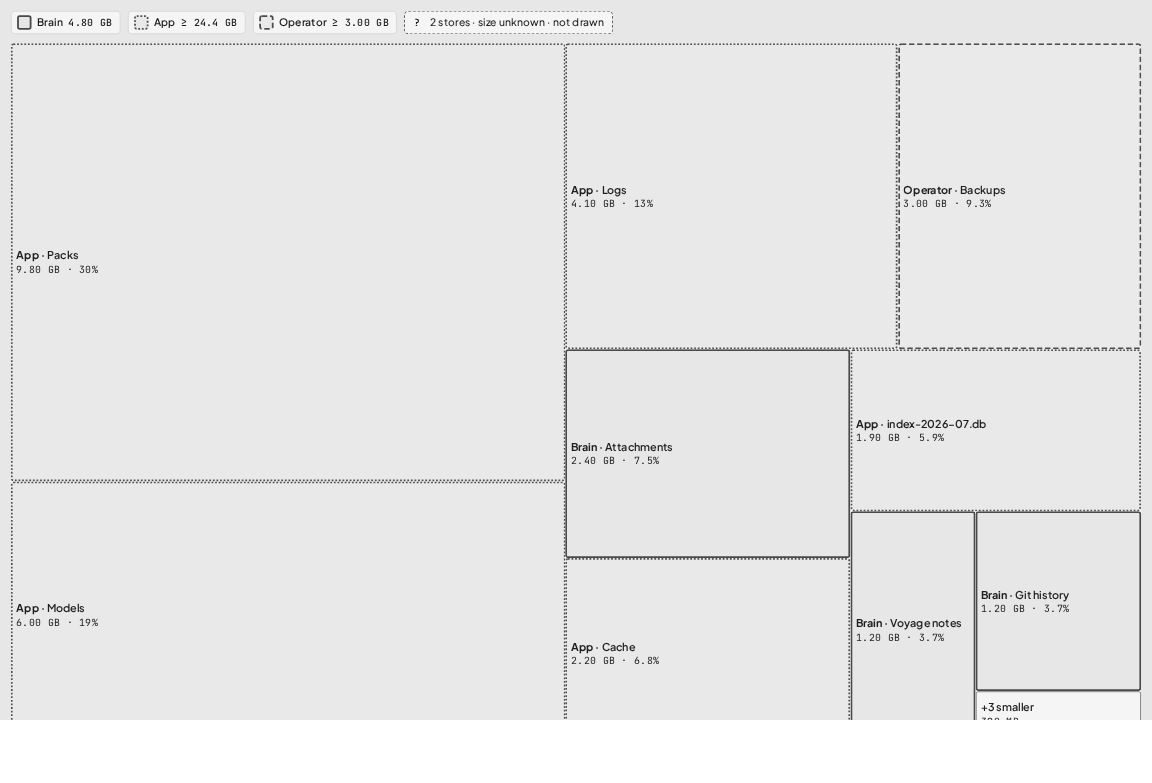 Brain 4.80 GB
App ≥ 24.4 GB
Operator ≥ 3.00 GB
? 2 stores · size unknown · not drawn
App · Packs
9.80 GB · 30%
App · Logs
4.10 GB · 13%
Operator · Backups
3.00 GB · 9.3%
Brain · Attachments
2.40 GB · 7.5%
App · index-2026-07.db
1.90 GB · 5.9%
App · Models
6.00 GB · 19%
App · Cache
2.20 GB · 6.8%
Brain · Voyage notes
1.20 GB · 3.7%
Brain · Git history
1.20 GB · 3.7%
+3 smaller